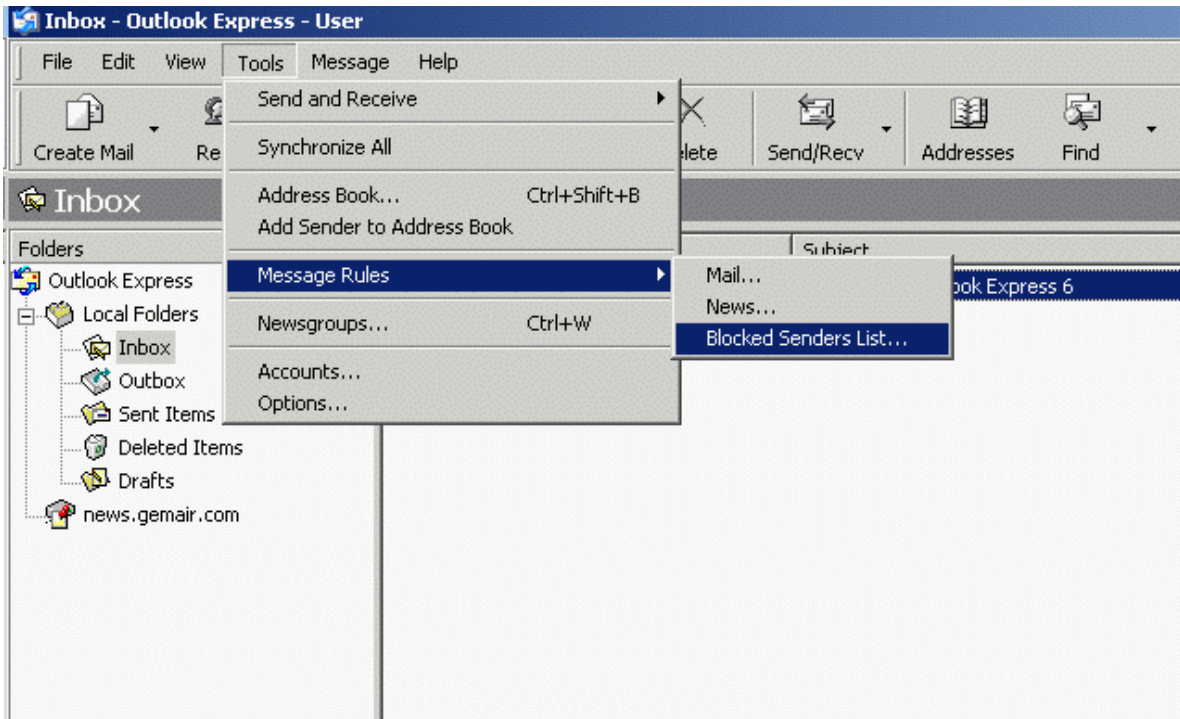 Inbox - Outlook Express - User
File Edit View Tools Message Help
Create Mail Re lete Send/Recv Addresses Find
Send and Receive
Synchronize All
Address Book... Ctrl+Shift+B
Add Sender to Address Book
Message Rules
Newsgroups... Ctrl+W
Accounts...
Options...
Mail...
News...
Blocked Senders List...
Inbox
Folders
Subject
Outlook Express
ook Express 6
Local Folders
Inbox
Outbox
Sent Items
Deleted Items
Drafts
news.gemair.com